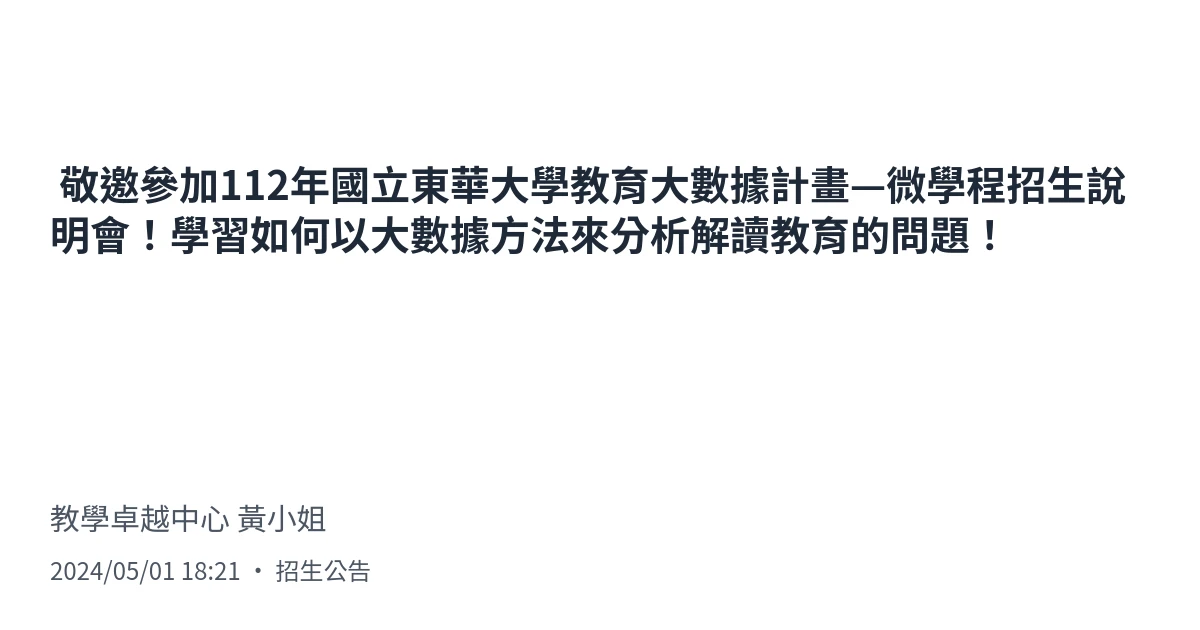 敬邀參加112年國立東華大學教育大數據計畫—微學程招生說
明會！學習如何以大數據方法來分析解讀教育的問題！
教學卓越中心 黃小姐
2024/05/01 18:21 • 招生公告